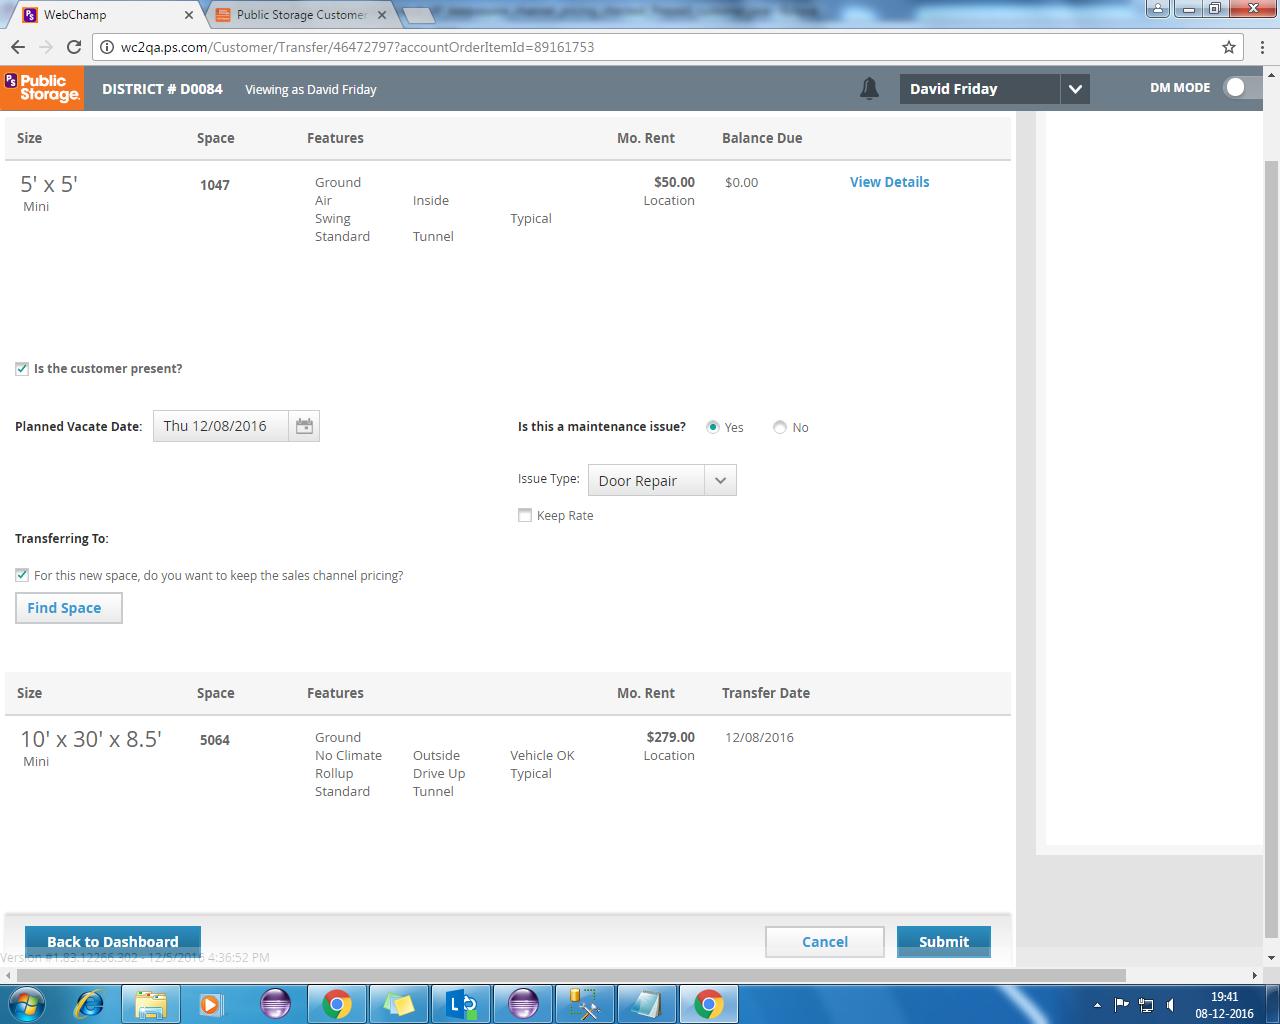 WebChamp
Public Storage Customer
wc2qa.ps.com/Customer/Transfer/46472797?accountOrderItemId=89161753
PS Public Storage.
DISTRICT # D0084
Viewing as David Friday
David Friday
DM MODE
Size Space Features Mo. Rent Balance Due
5' x 5' 1047 Ground $50.00 $0.00 View Details
Mini Air Inside Location
Swing Typical
Standard Tunnel
Is the customer present?
Planned Vacate Date: Thu 12/08/2016 Is this a maintenance issue? Yes No
Issue Type: Door Repair
Keep Rate
Transferring To:
For this new space, do you want to keep the sales channel pricing?
Find Space
Size Space Features Mo. Rent Transfer Date
10' x 30' x 8.5' 5064 Ground $279.00 12/08/2016
Mini No Climate Outside Vehicle OK Location
Rollup Drive Up Typical
Standard Tunnel
Back to Dashboard Cancel Submit
Version #1.83.12266.302 - 12/5/2016 4:36:52 PM
19:41
08-12-2016